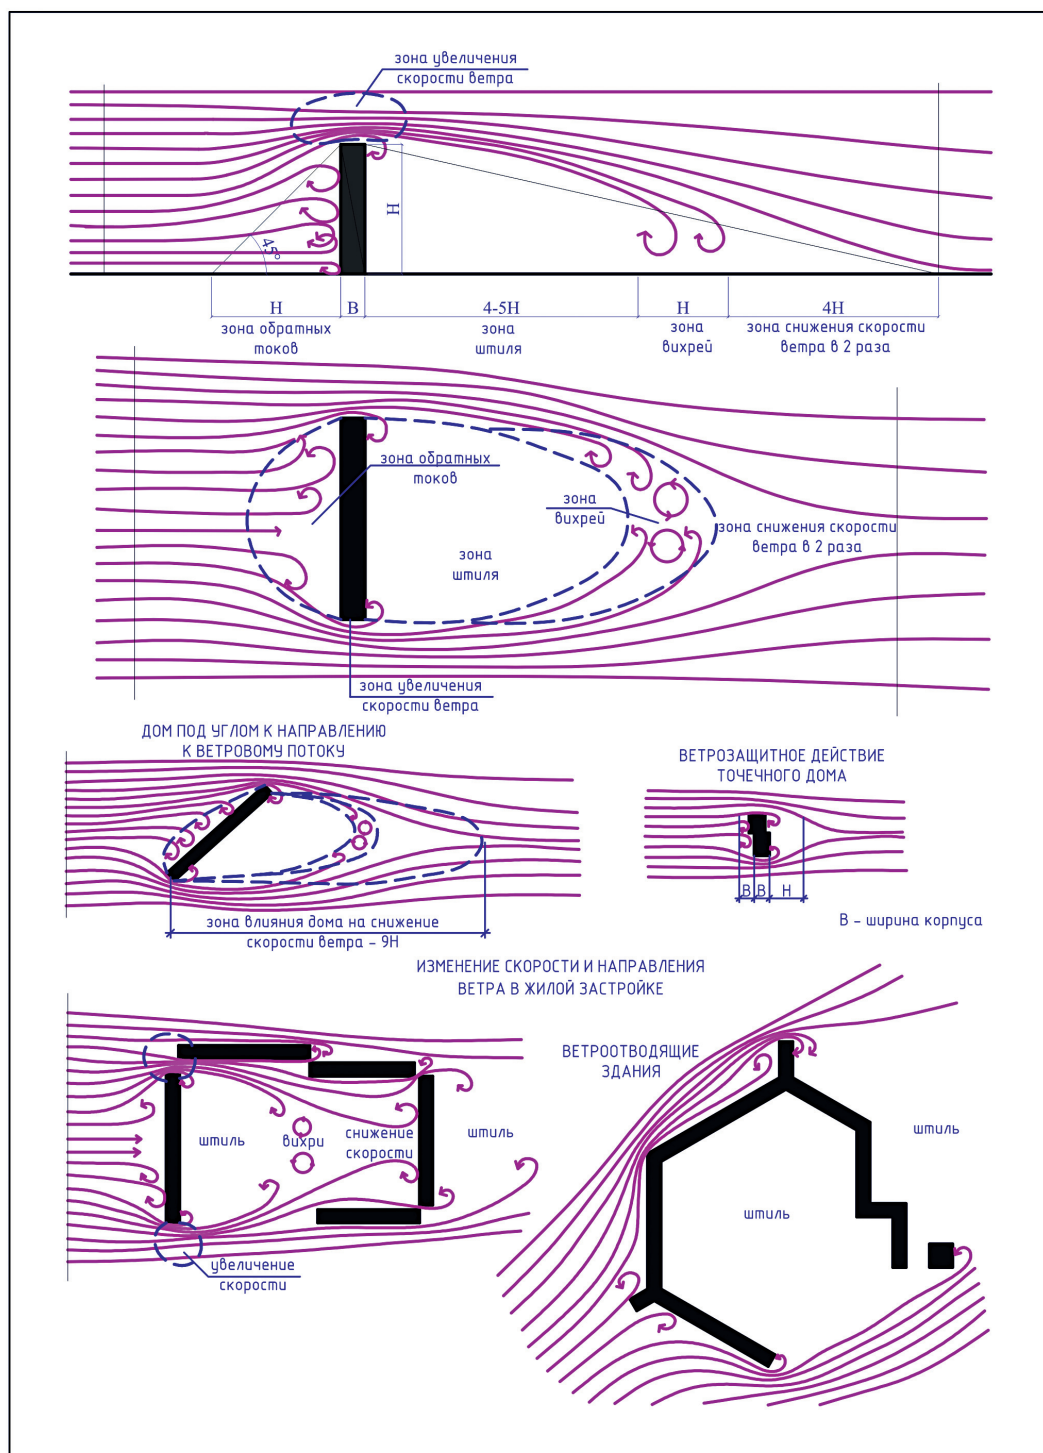 зона увеличения
скорости ветра
H
45°
H
B
4-5H
H
4H
зона обратных
токов
зона
штиля
зона
вихрей
зона снижения скорости
ветра в 2 раза
зона обратных
токов
зона
вихрей
зона снижения скорости
ветра в 2 раза
зона
штиля
зона увеличения
скорости ветра
ДОМ ПОД УГЛОМ К НАПРАВЛЕНИЮ
К ВЕТРОВОМУ ПОТОКУ
зона влияния дома на снижение
скорости ветра - 9H
ВЕТРОЗАЩИТНОЕ ДЕЙСТВИЕ
ТОЧЕЧНОГО ДОМА
B B H
B - ширина корпуса
ИЗМЕНЕНИЕ СКОРОСТИ И НАПРАВЛЕНИЯ
ВЕТРА В ЖИЛОЙ ЗАСТРОЙКЕ
штиль
вихри
снижение
скорости
штиль
увеличение
скорости
ВЕТРООТВОДЯЩИЕ
ЗДАНИЯ
штиль
штиль